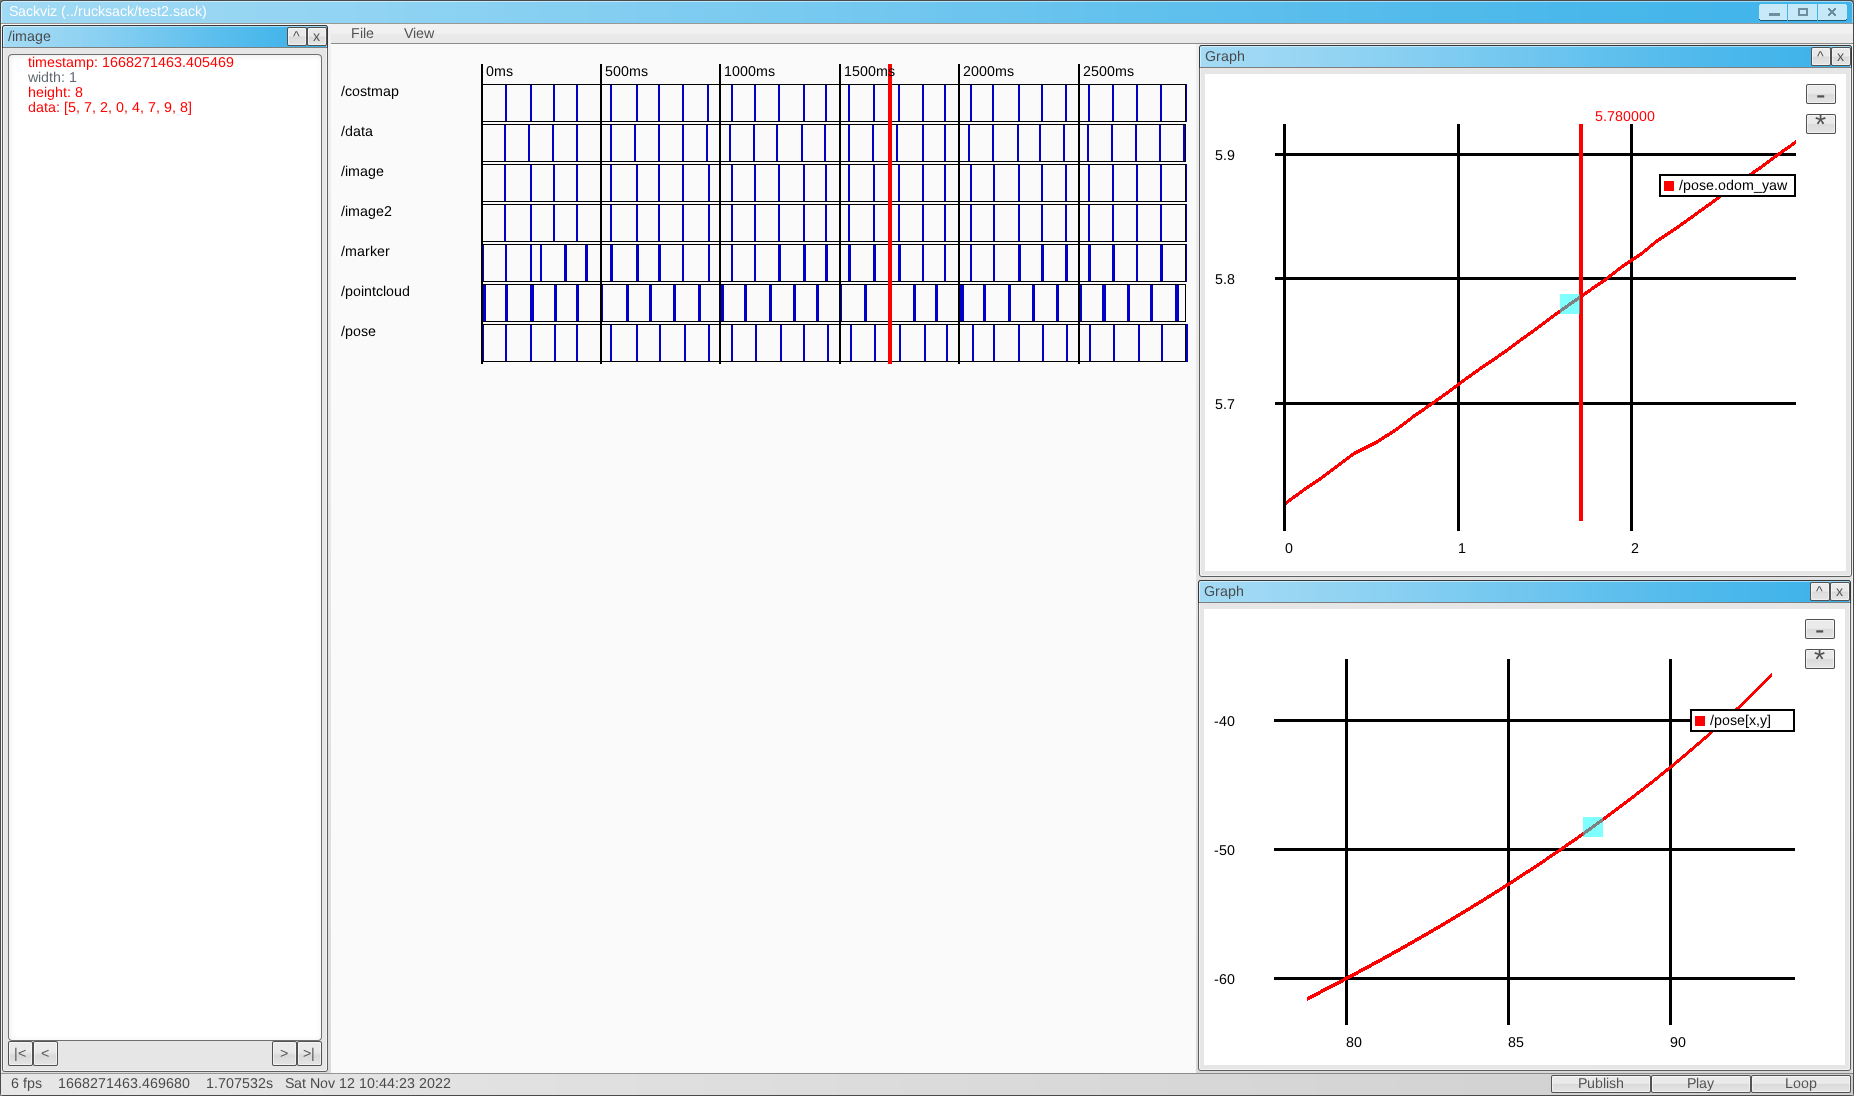 Sackviz (../rucksack/test2.sack)
/image ^ x
timestamp: 1668271463.405469
width: 1
height: 8
data: [5, 7, 2, 0, 4, 7, 9, 8]
|< < > >|
File View
0ms 500ms 1000ms 1500ms 2000ms 2500ms
/costmap
/data
/image
/image2
/marker
/pointcloud
/pose
Graph ^ x
-
*
5.780000
5.9
/pose.odom_yaw
5.8
5.7
0 1 2
Graph ^ x
-
*
-40
/pose[x,y]
-50
-60
80 85 90
6 fps 1668271463.469680 1.707532s Sat Nov 12 10:44:23 2022 Publish Play Loop